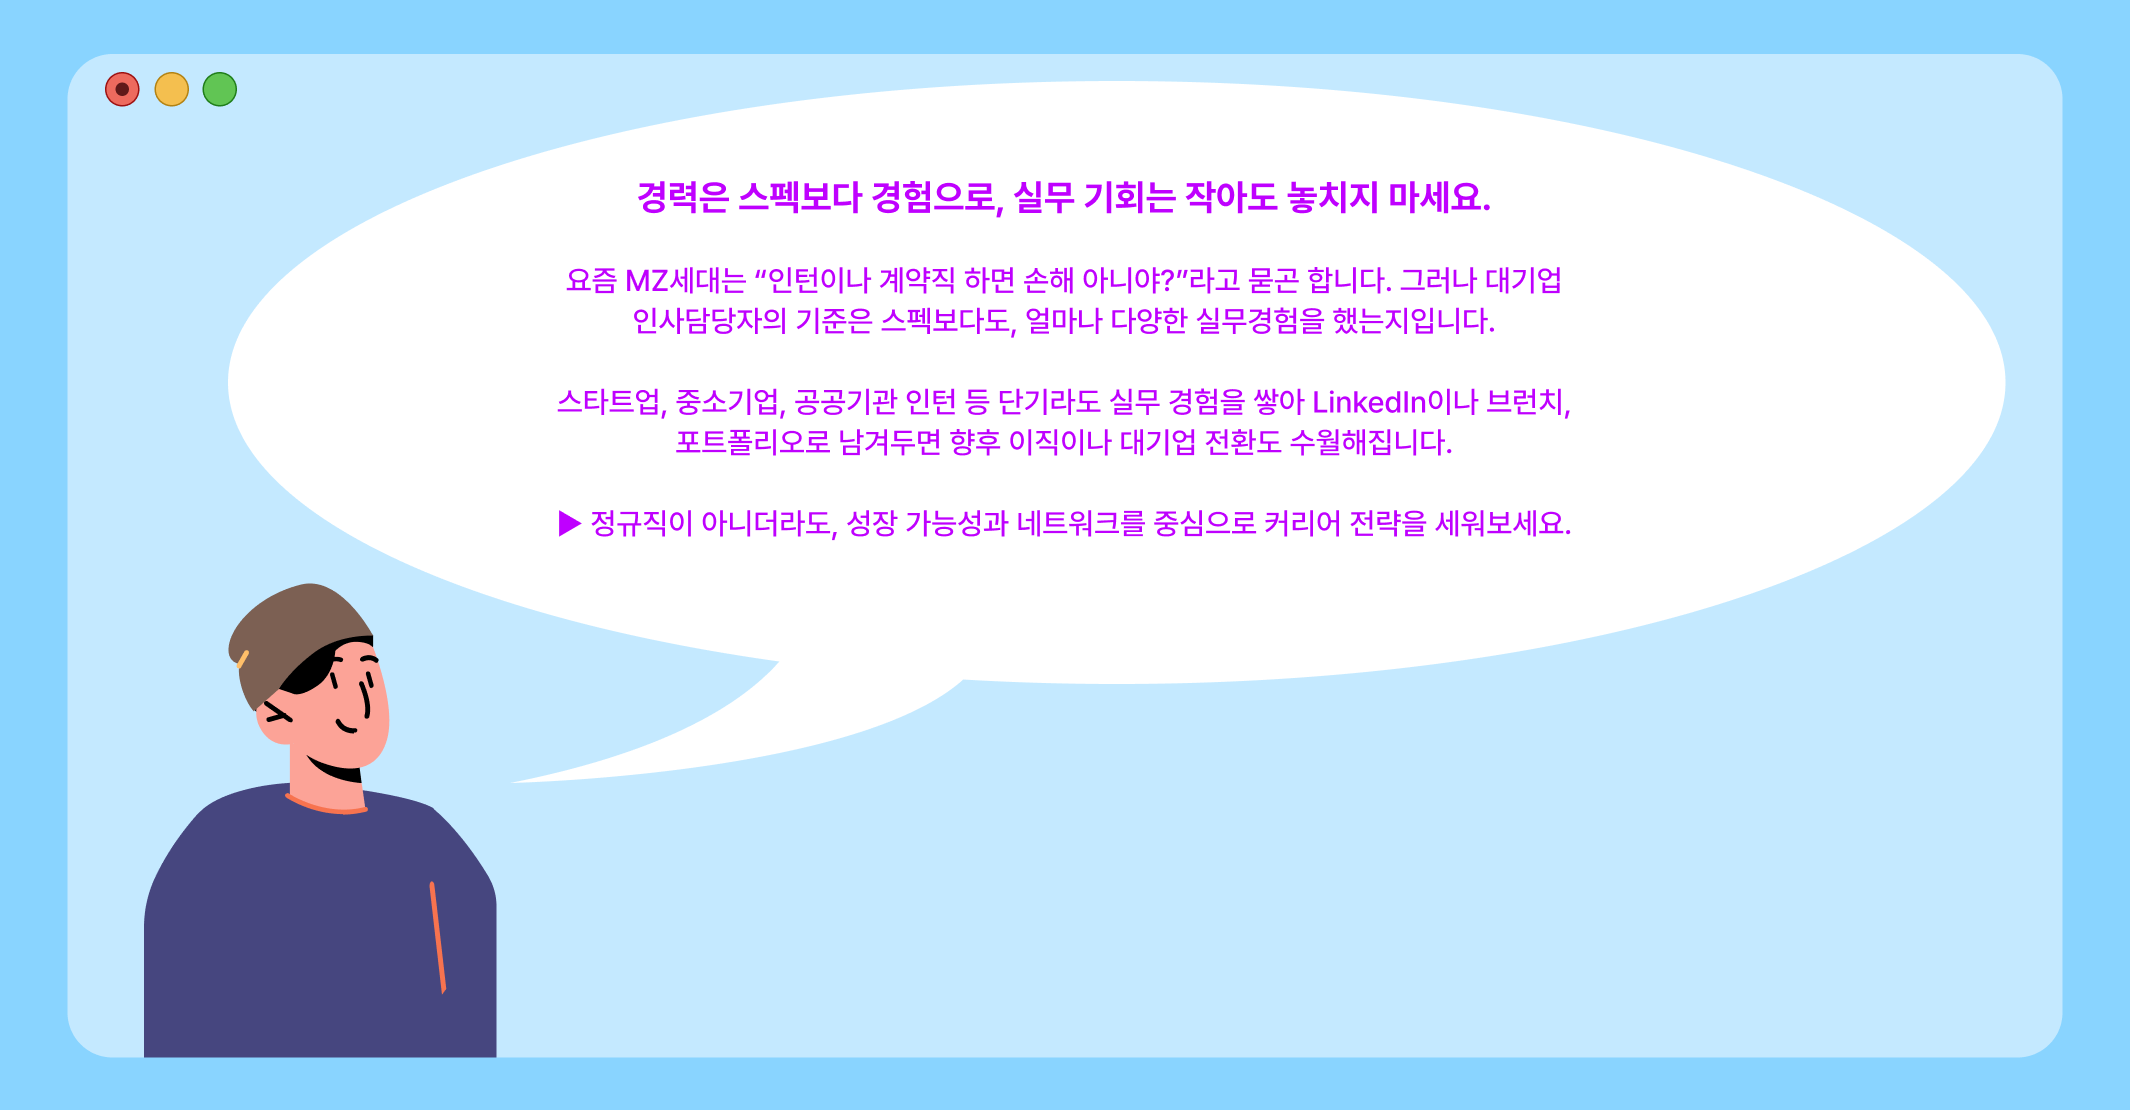 경력은 스펙보다 경험으로, 실무 기회는 작아도 놓치지 마세요.
요즘 MZ세대는 “인턴이나 계약직 하면 손해 아니야?”라고 묻곤 합니다. 그러나 대기업
인사담당자의 기준은 스펙보다도, 얼마나 다양한 실무경험을 했는지입니다.
스타트업, 중소기업, 공공기관 인턴 등 단기라도 실무 경험을 쌓아 LinkedIn이나 브런치,
포트폴리오로 남겨두면 향후 이직이나 대기업 전환도 수월해집니다.
▶ 정규직이 아니더라도, 성장 가능성과 네트워크를 중심으로 커리어 전략을 세워보세요.